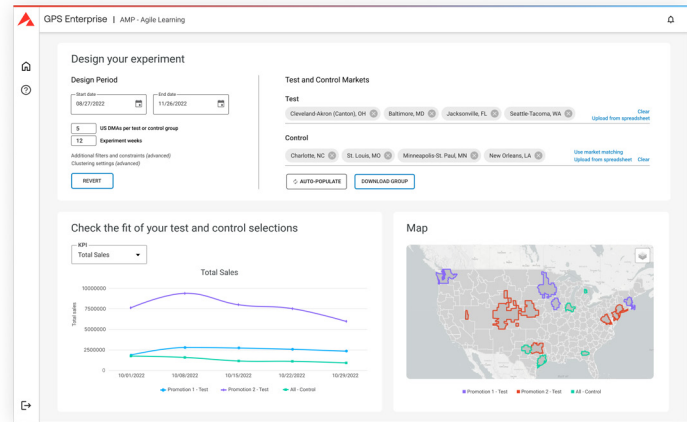 GPS Enterprise | AMP - Agile Learning
Design your experiment
Design Period
Start date
08/27/2022
End date
11/26/2022
5 US DMAs per test or control group
12 Experiment weeks
Additional filters and constraints (advanced)
Clustering settings (advanced)
REVERT
Test and Control Markets
Test
Cleveland-Akron (Canton), OH Baltimore, MD Jacksonville, FL Seattle-Tacoma, WA
Clear
Upload from spreadsheet
Control
Charlotte, NC St. Louis, MO Minneapolis-St. Paul, MN New Orleans, LA
Use market matching
Upload from spreadsheet Clear
AUTO-POPULATE DOWNLOAD GROUP
Check the fit of your test and control selections
KPI
Total Sales
Total Sales
Total sales
10000000
7500000
5000000
2500000
0
10/01/2022 10/08/2022 10/15/2022 10/22/2022 10/29/2022
Promotion 1 - Test Promotion 2 - Test All - Control
Map
Promotion 1 - Test Promotion 2 - Test All - Control